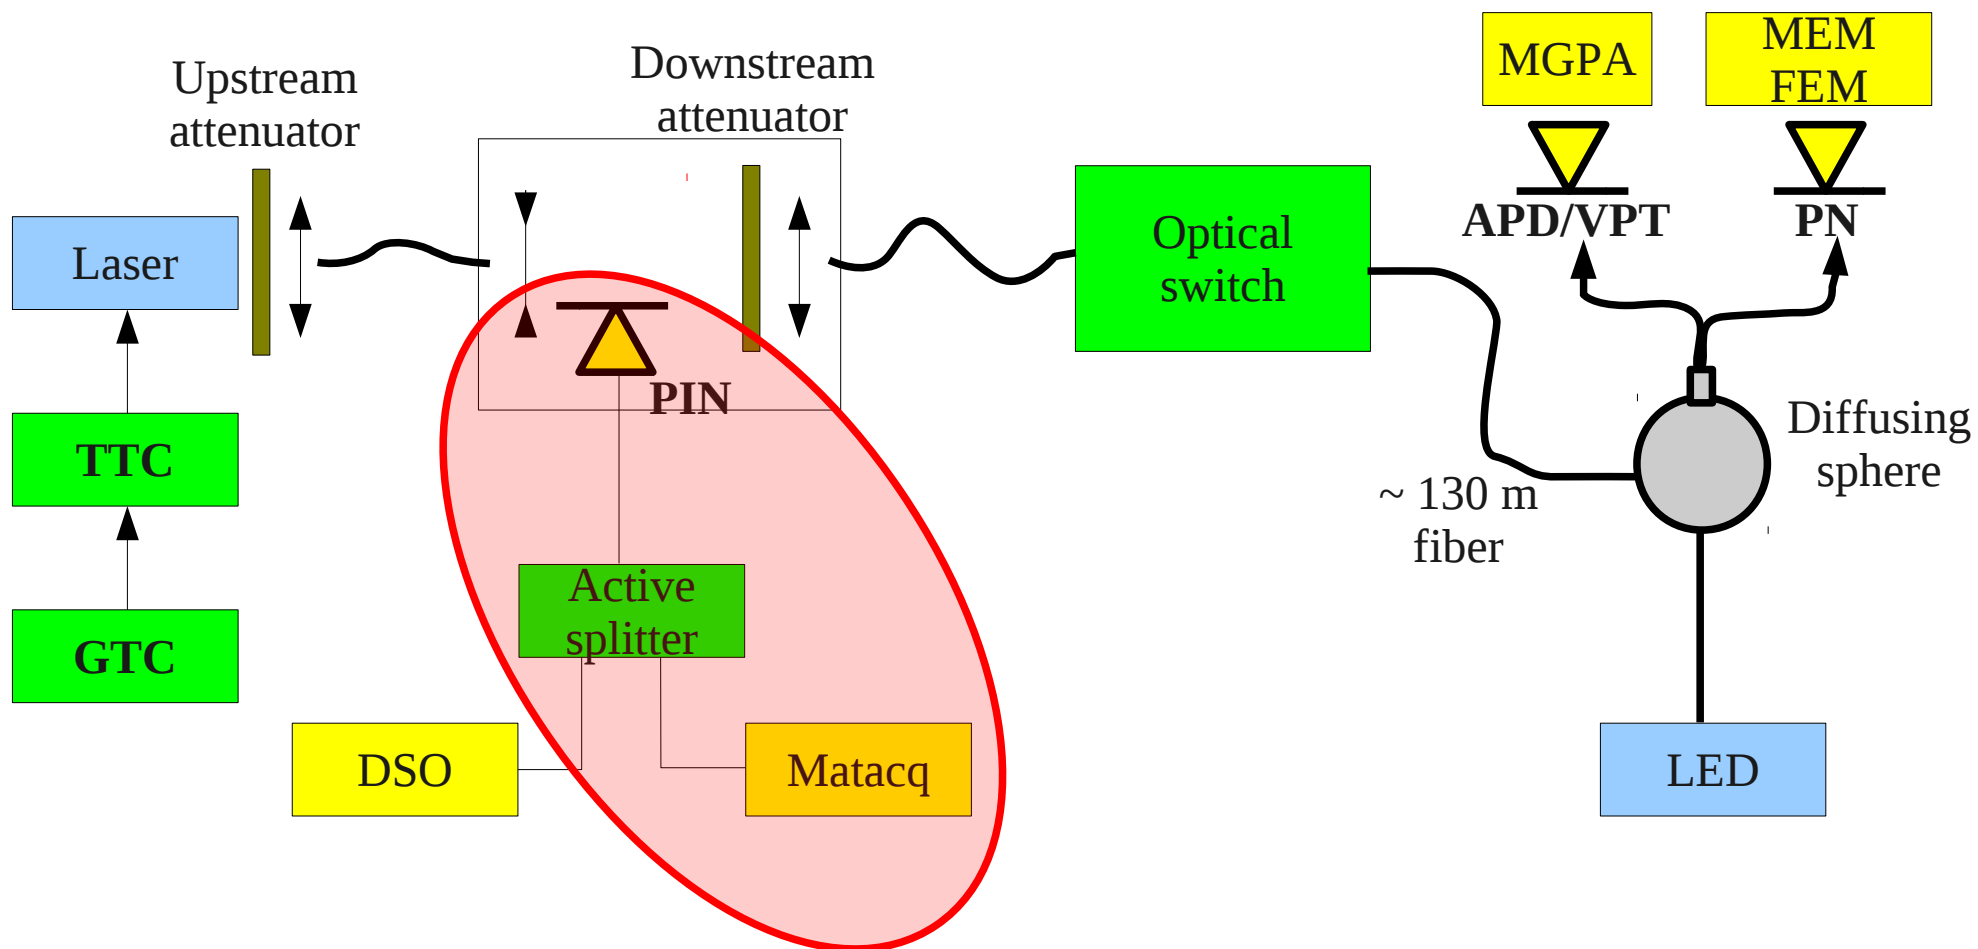 Upstream
attenuator
Downstream
attenuator
MGPA
MEM
FEM
Laser
Optical
switch
APD/VPT
PN
PIN
TTC
Diffusing
sphere
~ 130 m
fiber
Active
splitter
GTC
DSO
Matacq
LED